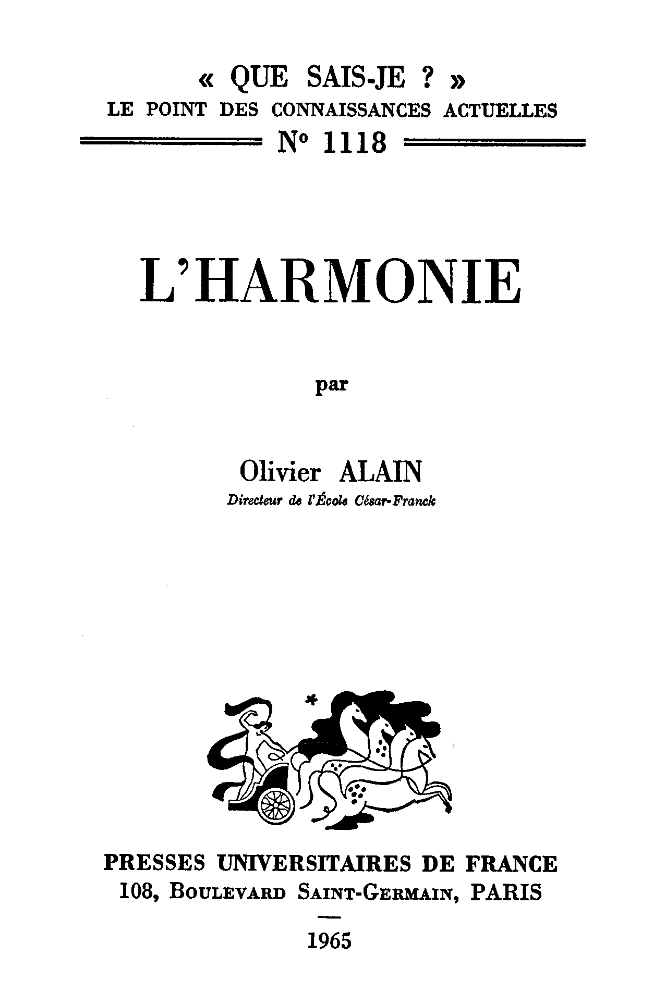 « QUE SAIS-JE ? »
LE POINT DES CONNAISSANCES ACTUELLES
Nº 1118
L'HARMONIE
par
Olivier ALAIN
Directeur de l'École César-Franck
PRESSES UNIVERSITAIRES DE FRANCE
108, BOULEVARD SAINT-GERMAIN, PARIS
1965